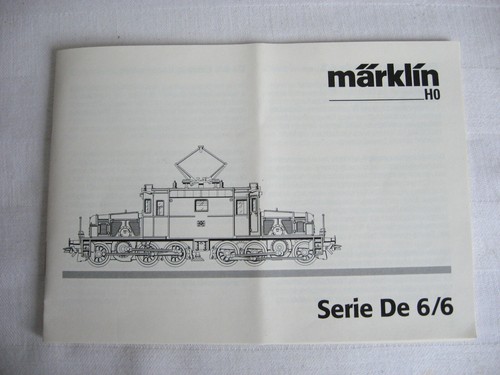 märklin
H0
Serie De 6/6